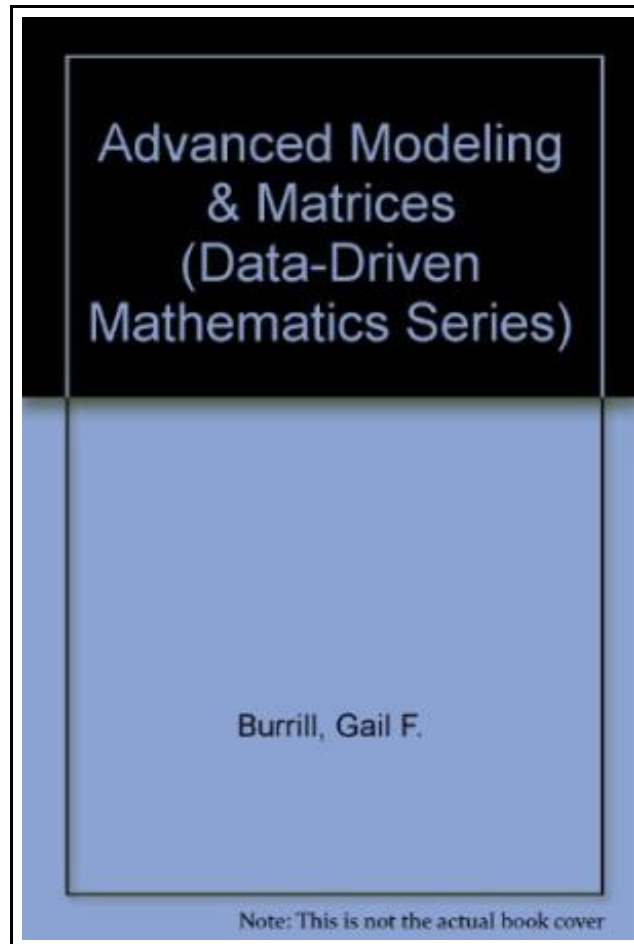 Advanced Modeling
& Matrices
(Data-Driven
Mathematics Series)
Burrill, Gail F.
Note: This is not the actual book cover